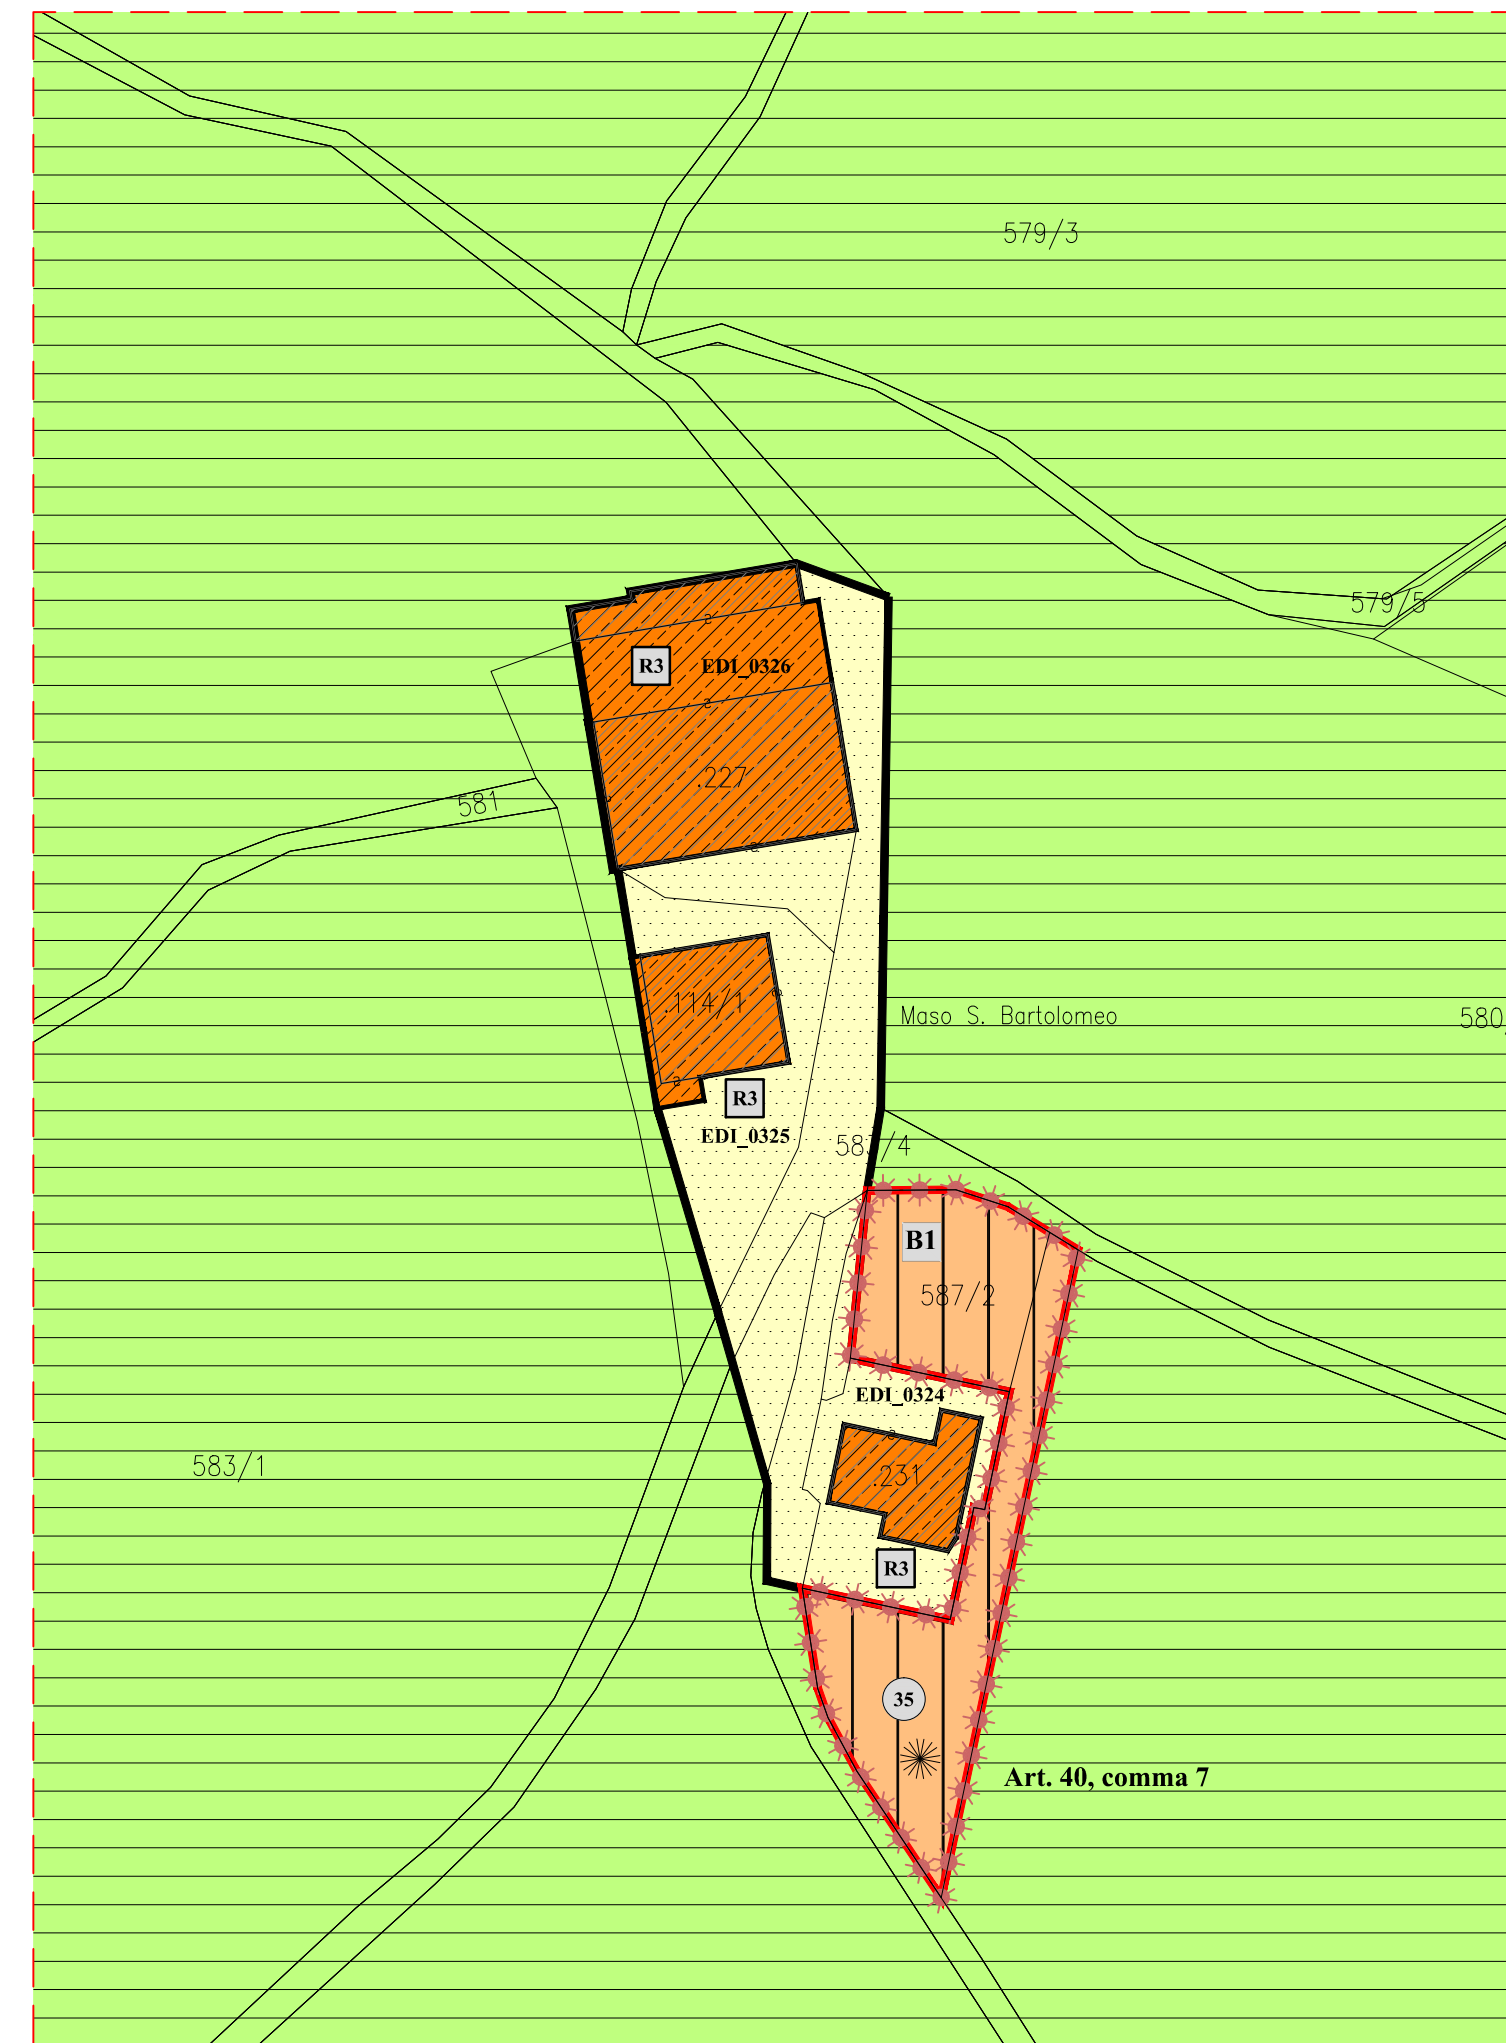 579/3
579/5
R3
EDI_0326
.227
581
.114/1
Maso S. Bartolomeo
580
R3
EDI_0325
B1
587/2
EDI_0324
583/1
.231
R3
35
Art. 40, comma 7